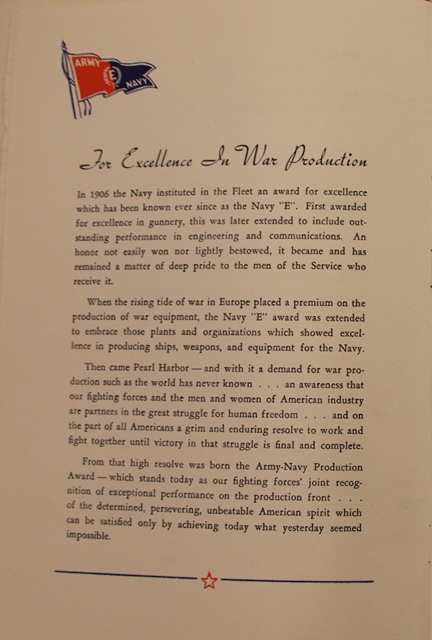 ARMY E NAVY
For Excellence In War Production
In 1906 the Navy instituted in the Fleet an award for excellence
which has been known ever since as the Navy "E". First awarded
for excellence in gunnery, this was later extended to include out-
standing performance in engineering and communications. An
honor not easily won nor lightly bestowed, it became and has
remained a matter of deep pride to the men of the Service who
receive it.
When the rising tide of war in Europe placed a premium on the
production of war equipment, the Navy "E" award was extended
to embrace those plants and organizations which showed excel-
lence in producing ships, weapons, and equipment for the Navy.
Then came Pearl Harbor — and with it a demand for war pro-
duction such as the world has never known . . . an awareness that
our fighting forces and the men and women of American industry
are partners in the great struggle for human freedom . . . and on
the part of all Americans a grim and enduring resolve to work and
fight together until victory in that struggle is final and complete.
From that high resolve was born the Army-Navy Production
Award — which stands today as our fighting forces' joint recog-
nition of exceptional performance on the production front . . .
of the determined, persevering, unbeatable American spirit which
can be satisfied only by achieving today what yesterday seemed
impossible.